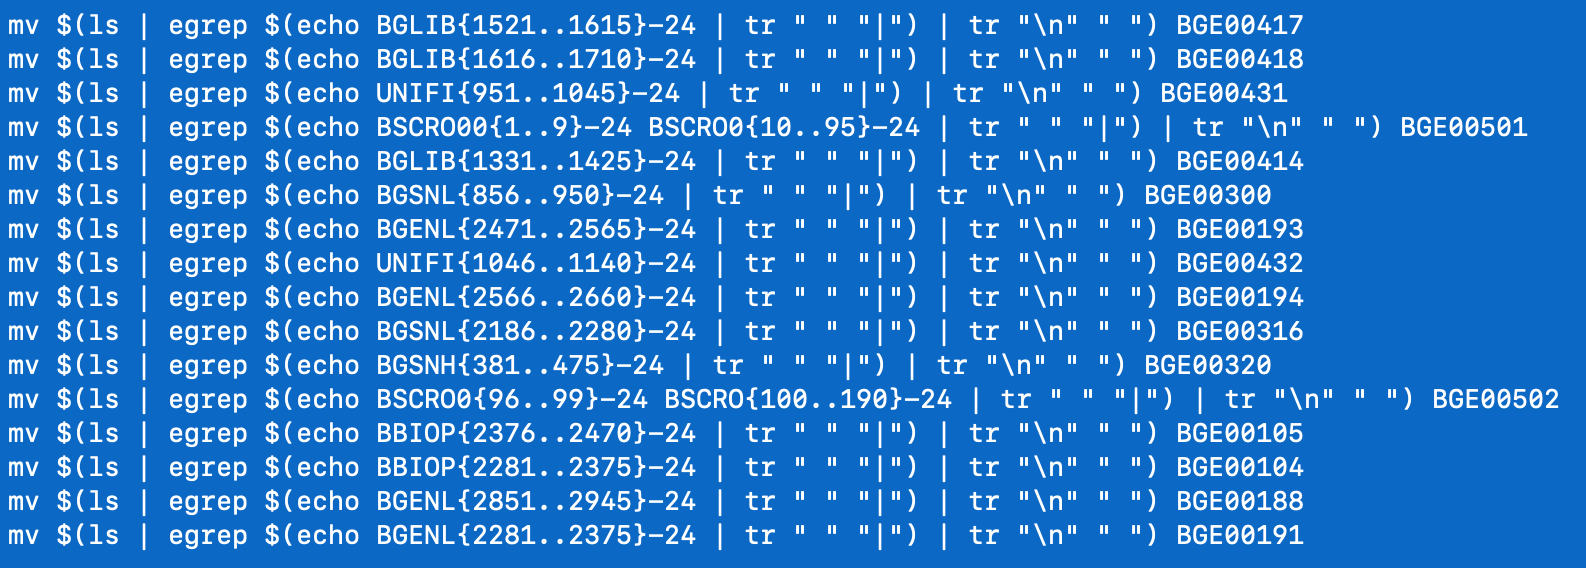 mv $(ls | egrep $(echo BGLIB{1521..1615}-24 | tr " " "|") | tr "\n" " ") BGE00417
mv $(ls | egrep $(echo BGLIB{1616..1710}-24 | tr " " "|") | tr "\n" " ") BGE00418
mv $(ls | egrep $(echo UNIFI{951..1045}-24 | tr " " "|") | tr "\n" " ") BGE00431
mv $(ls | egrep $(echo BSCRO00{1..9}-24 BSCRO0{10..95}-24 | tr " " "|") | tr "\n" " ") BGE00501
mv $(ls | egrep $(echo BGLIB{1331..1425}-24 | tr " " "|") | tr "\n" " ") BGE00414
mv $(ls | egrep $(echo BGSNL{856..950}-24 | tr " " "|") | tr "\n" " ") BGE00300
mv $(ls | egrep $(echo BGENL{2471..2565}-24 | tr " " "|") | tr "\n" " ") BGE00193
mv $(ls | egrep $(echo UNIFI{1046..1140}-24 | tr " " "|") | tr "\n" " ") BGE00432
mv $(ls | egrep $(echo BGENL{2566..2660}-24 | tr " " "|") | tr "\n" " ") BGE00194
mv $(ls | egrep $(echo BGSNL{2186..2280}-24 | tr " " "|") | tr "\n" " ") BGE00316
mv $(ls | egrep $(echo BGSNH{381..475}-24 | tr " " "|") | tr "\n" " ") BGE00320
mv $(ls | egrep $(echo BSCRO0{96..99}-24 BSCRO{100..190}-24 | tr " " "|") | tr "\n" " ") BGE00502
mv $(ls | egrep $(echo BBIOP{2376..2470}-24 | tr " " "|") | tr "\n" " ") BGE00105
mv $(ls | egrep $(echo BBIOP{2281..2375}-24 | tr " " "|") | tr "\n" " ") BGE00104
mv $(ls | egrep $(echo BGENL{2851..2945}-24 | tr " " "|") | tr "\n" " ") BGE00188
mv $(ls | egrep $(echo BGENL{2281..2375}-24 | tr " " "|") | tr "\n" " ") BGE00191